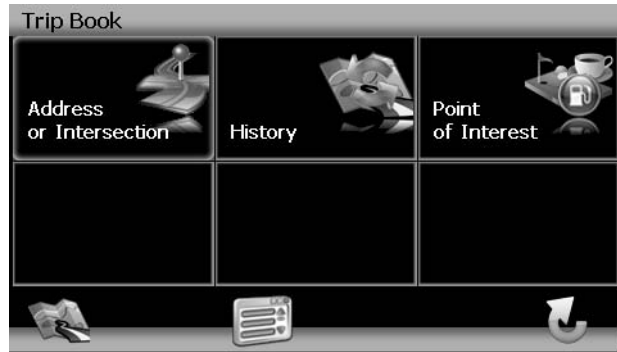 Trip Book
Address
or Intersection
History
Point
of Interest